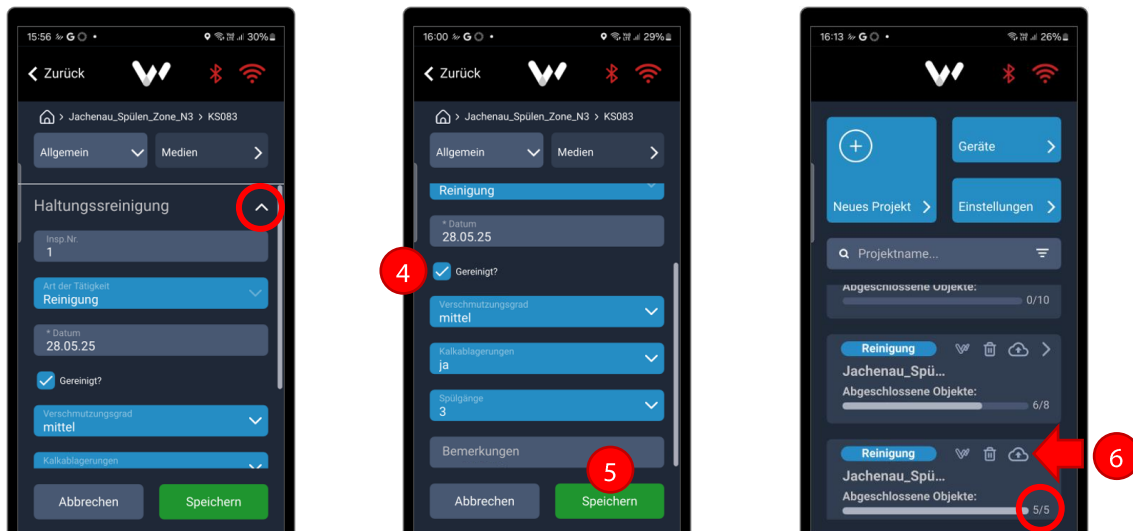 15:56 G •
30%
Zurück
> Jachenau_Spülen_Zone_N3 > KS083
Allgemein
Medien
Haltungsreinigung
Insp.Nr.
1
Art der Tätigkeit
Reinigung
* Datum
28.05.25
Gereinigt?
Verschmutzungsgrad
mittel
Kalkablagerungen
Abbrechen
Speichern
16:00 G •
29%
Zurück
> Jachenau_Spülen_Zone_N3 > KS083
Allgemein
Medien
Reinigung
* Datum
28.05.25
4
Gereinigt?
Verschmutzungsgrad
mittel
Kalkablagerungen
ja
Spülgänge
3
Bemerkungen
5
Abbrechen
Speichern
16:13 G •
26%
Geräte
Neues Projekt
Einstellungen
Projektname...
Abgeschlossene Objekte:
0/10
Reinigung
Jachenau_Spü...
Abgeschlossene Objekte:
6/8
Reinigung
6
Jachenau_Spü...
Abgeschlossene Objekte:
5/5